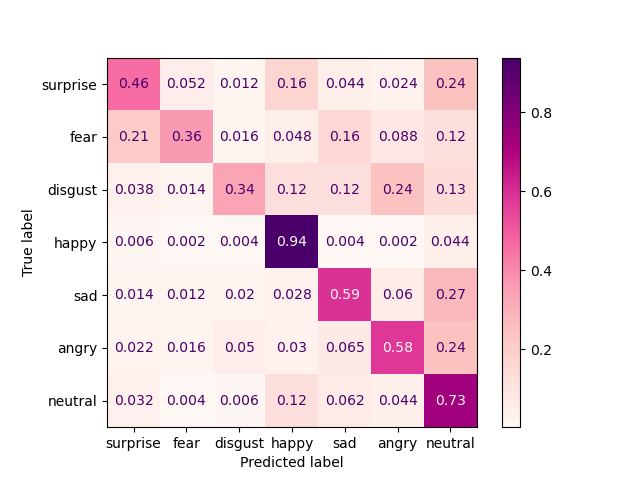 surprise 0.46 0.052 0.012 0.16 0.044 0.024 0.24
fear 0.21 0.36 0.016 0.048 0.16 0.088 0.12
disgust 0.038 0.014 0.34 0.12 0.12 0.24 0.13
happy 0.006 0.002 0.004 0.94 0.004 0.002 0.044
sad 0.014 0.012 0.02 0.028 0.59 0.06 0.27
angry 0.022 0.016 0.05 0.03 0.065 0.58 0.24
neutral 0.032 0.004 0.006 0.12 0.062 0.044 0.73
surprise fear disgust happy sad angry neutral
Predicted label
True label
0.8
0.6
0.4
0.2